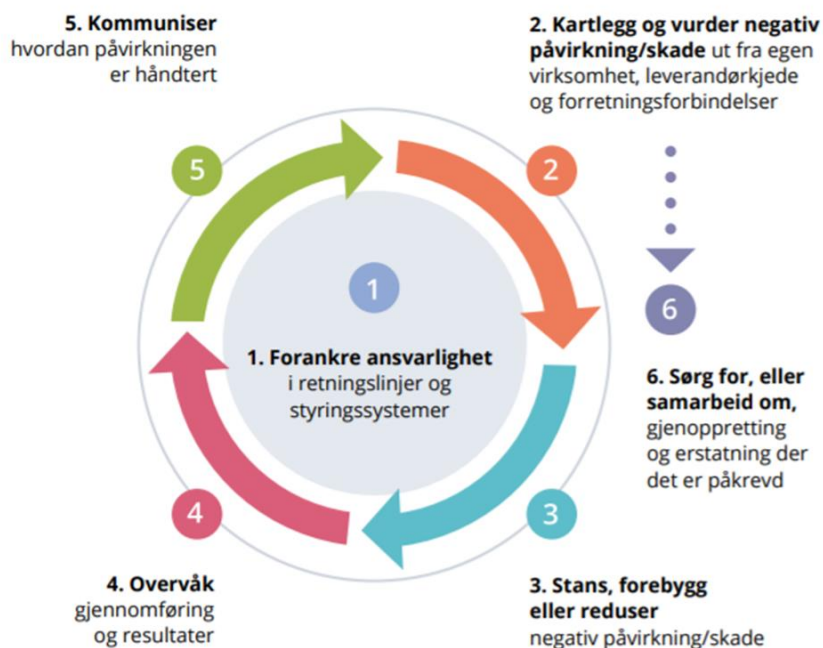 5. Kommuniser
hvordan påvirkningen
er håndtert
2. Kartlegg og vurder negativ
påvirkning/skade ut fra egen
virksomhet, leverandørkjede
og forretningsforbindelser
5
2
1
6
1. Forankre ansvarlighet
i retningslinjer og
styringssystemer
6. Sørg for, eller
samarbeid om,
gjenoppretting
og erstatning der
det er påkrevd
4
3
4. Overvåk
gjennomføring
og resultater
3. Stans, forebygg
eller reduser
negativ påvirkning/skade